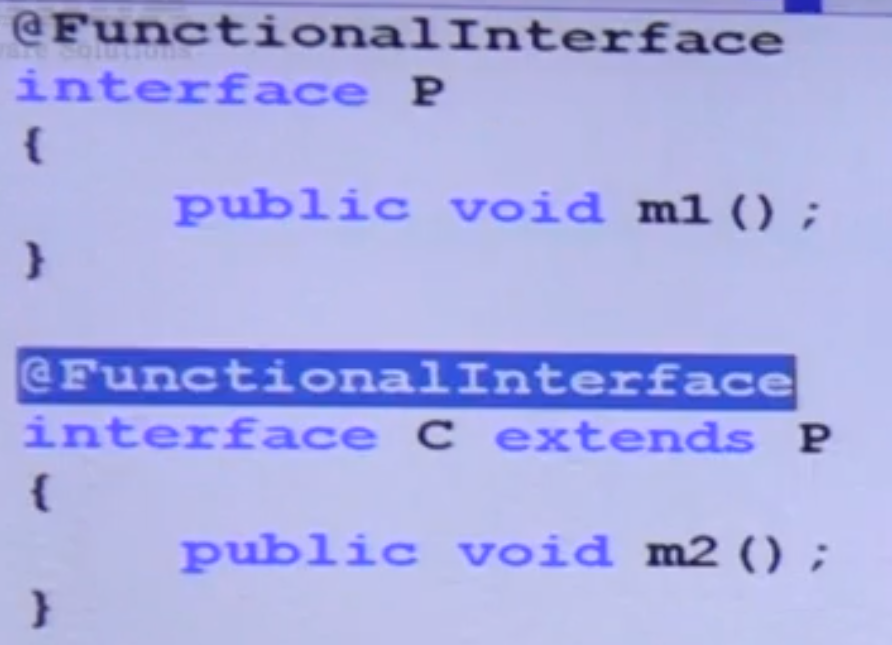 @FunctionalInterface
interface P
{
public void m1();
}
@FunctionalInterface
interface C extends P
{
public void m2();
}